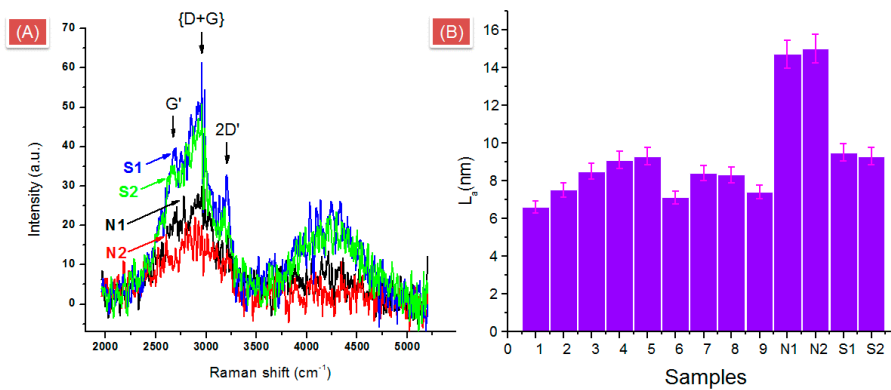 (A)
{D+G}
G'
2D'
S1
S2
N1
N2
70
60
50
40
30
20
10
0
Intensity (a.u.)
2000 2500 3000 3500 4000 4500 5000
Raman shift (cm⁻¹)
(B)
16
14
12
10
8
6
4
2
0
Lₐ(nm)
0 1 2 3 4 5 6 7 8 9 N1 N2 S1 S2
Samples